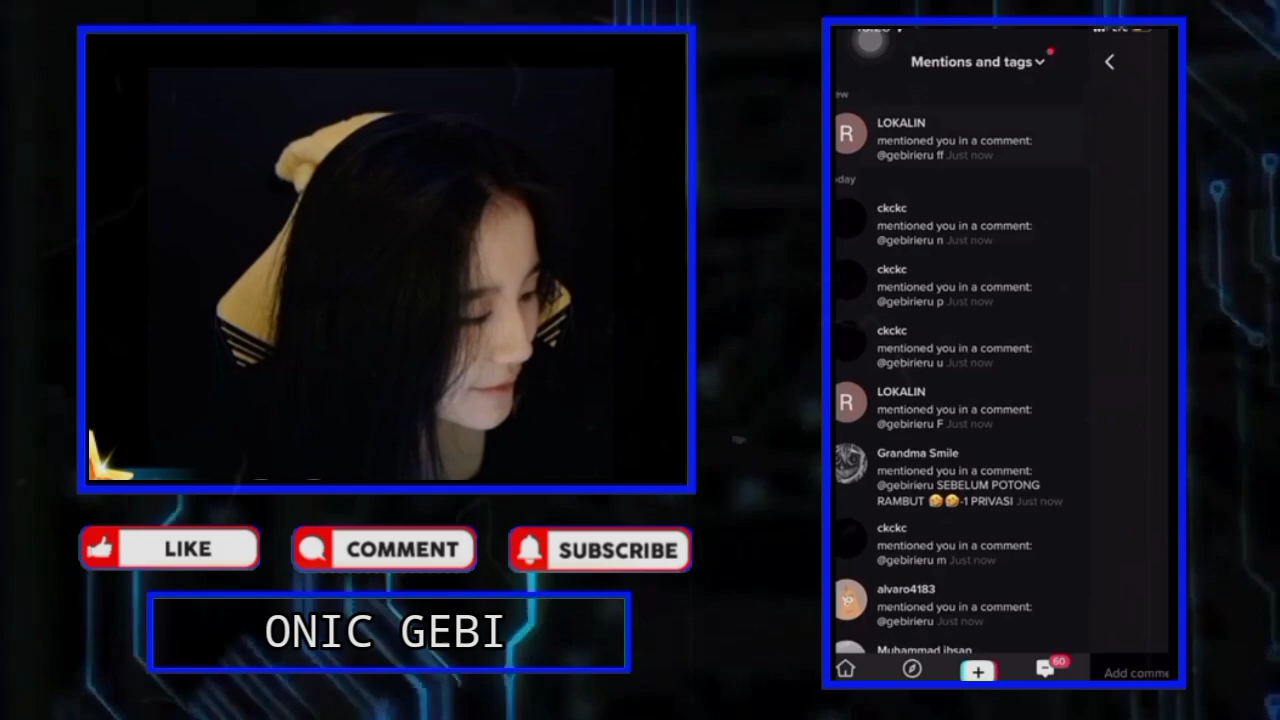 LIKE
COMMENT
SUBSCRIBE
ONIC GEBI
Mentions and tags
LOKALIN
mentioned you in a comment:
@gebirieru ff Just now
ckckc
mentioned you in a comment:
@gebirieru n Just now
ckckc
mentioned you in a comment:
@gebirieru p Just now
ckckc
mentioned you in a comment:
@gebirieru u Just now
R
LOKALIN
mentioned you in a comment:
@gebirieru F Just now
Grandma Smile
mentioned you in a comment:
@gebirieru SEBELUM POTONG
RAMBUT 🤣🤣-1 PRIVASI Just now
ckckc
mentioned you in a comment:
@gebirieru m Just now
alvaro4183
mentioned you in a comment:
@gebirieru Just now
Muhammad ihsan
60
Add comme